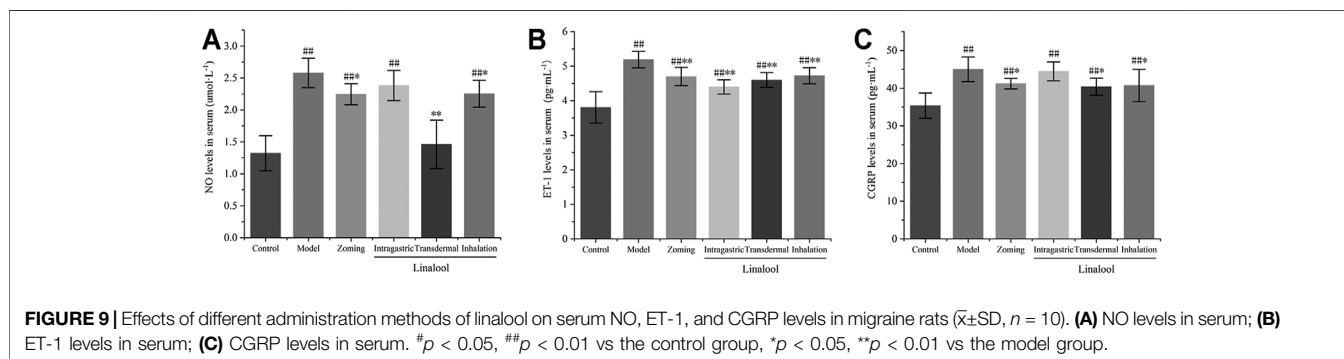 A
NO levels in serum (umol·L⁻¹)
3.0
2.5
2.0
1.5
1.0
0.5
0.0
##
##*
##
**
##*
Control Model Zoming Intragastric Transdermal Inhalation
Linalool
B
ET-1 levels in serum (pg·mL⁻¹)
6
5
4
3
2
1
0
##
##**
##**
##**
##**
Control Model Zoming Intragastric Transdermal Inhalation
Linalool
C
CGRP levels in serum (pg·mL⁻¹)
60
50
40
30
20
10
0
##
##*
##
##*
##*
Control Model Zoming Intragastric Transdermal Inhalation
Linalool
FIGURE 9 | Effects of different administration methods of linalool on serum NO, ET-1, and CGRP levels in migraine rats (x̄±SD, n = 10). (A) NO levels in serum; (B)
ET-1 levels in serum; (C) CGRP levels in serum. #p < 0.05, ##p < 0.01 vs the control group, *p < 0.05, **p < 0.01 vs the model group.